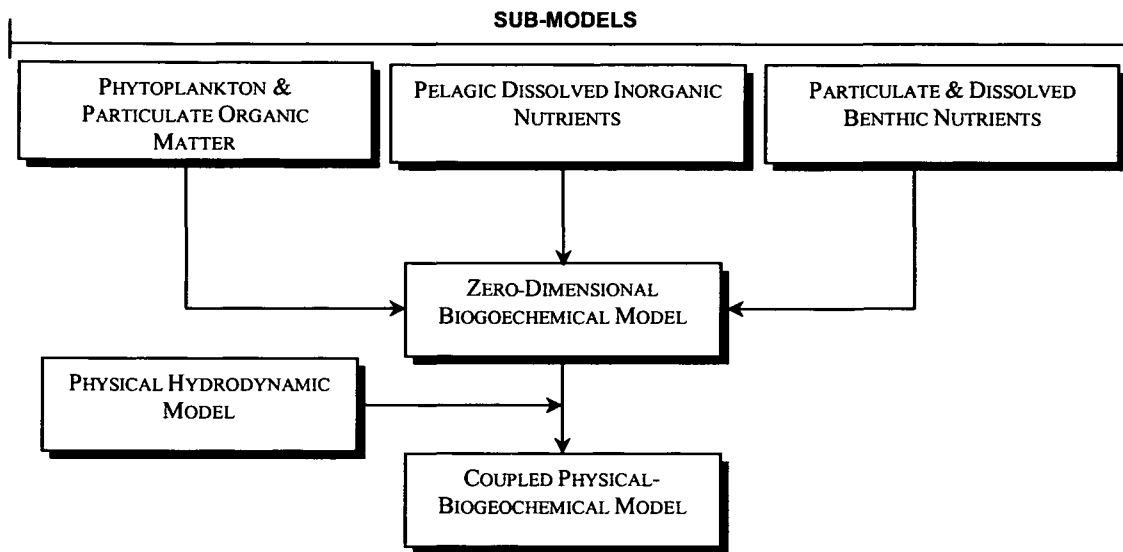 SUB-MODELS
PHYTOPLANKTON &
PARTICULATE ORGANIC
MATTER
PELAGIC DISSOLVED INORGANIC
NUTRIENTS
PARTICULATE & DISSOLVED
BENTHIC NUTRIENTS
ZERO-DIMENSIONAL
BIOGOECHEMICAL MODEL
PHYSICAL HYDRODYNAMIC
MODEL
COUPLED PHYSICAL-
BIOGEOCHEMICAL MODEL